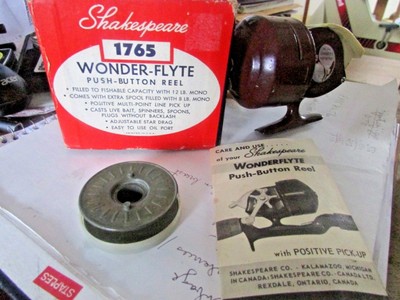 Shakespeare
1765
WONDER-FLYTE
PUSH-BUTTON REEL
• FILLED TO FISHABLE CAPACITY WITH 12 LB. MONO
• COMES WITH EXTRA SPOOL FILLED WITH 8 LB. MONO
• POSITIVE MULTI-POINT LINE PICK UP
• CASTS LIVE BAIT, SPINNERS, SPOONS,
PLUGS WITHOUT BACKLASH
• ADJUSTABLE STAR DRAG
• EASY TO USE OIL PORT
CARE AND USE
of your Shakespeare
WONDERFLYTE
Push-Button Reel
with POSITIVE PICK-UP
SHAKESPEARE CO. - KALAMAZOO, MICHIGAN
IN CANADA: SHAKESPEARE CO.-CANADA LTD.
REXDALE, ONTARIO, CANADA
STAPLES